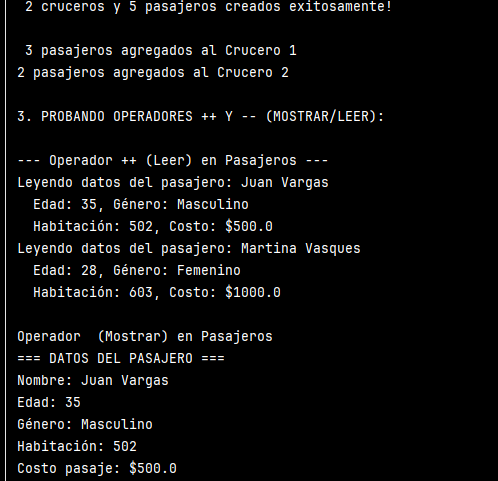 2 cruceros y 5 pasajeros creados exitosamente!
3 pasajeros agregados al Crucero 1
2 pasajeros agregados al Crucero 2
3. PROBANDO OPERADORES ++ Y -- (MOSTRAR/LEER):
--- Operador ++ (Leer) en Pasajeros ---
Leyendo datos del pasajero: Juan Vargas
Edad: 35, Género: Masculino
Habitación: 502, Costo: $500.0
Leyendo datos del pasajero: Martina Vasques
Edad: 28, Género: Femenino
Habitación: 603, Costo: $1000.0
Operador  (Mostrar) en Pasajeros
=== DATOS DEL PASAJERO ===
Nombre: Juan Vargas
Edad: 35
Género: Masculino
Habitación: 502
Costo pasaje: $500.0